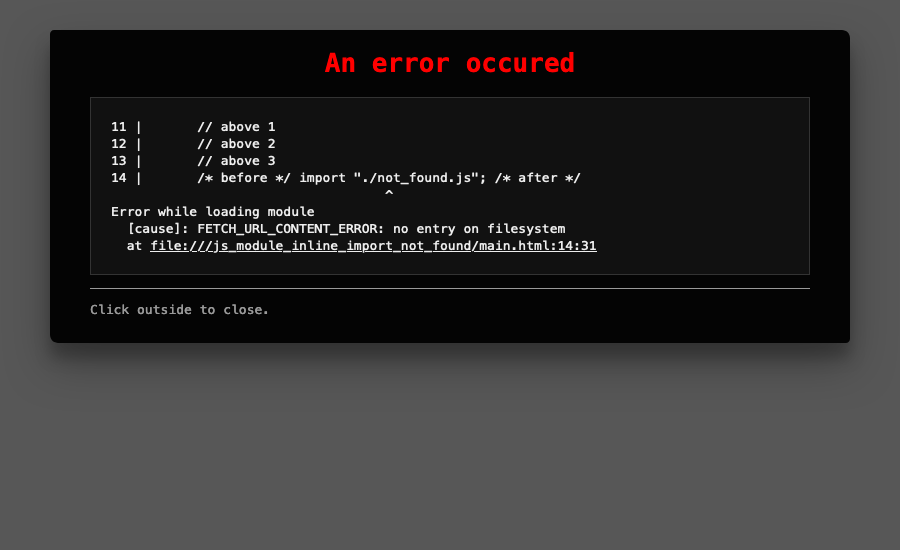 An error occured
11 |       // above 1
12 |       // above 2
13 |       // above 3
14 |       /* before */ import "./not_found.js"; /* after */
                                   ^
Error while loading module
  [cause]: FETCH_URL_CONTENT_ERROR: no entry on filesystem
  at file:///js_module_inline_import_not_found/main.html:14:31
Click outside to close.